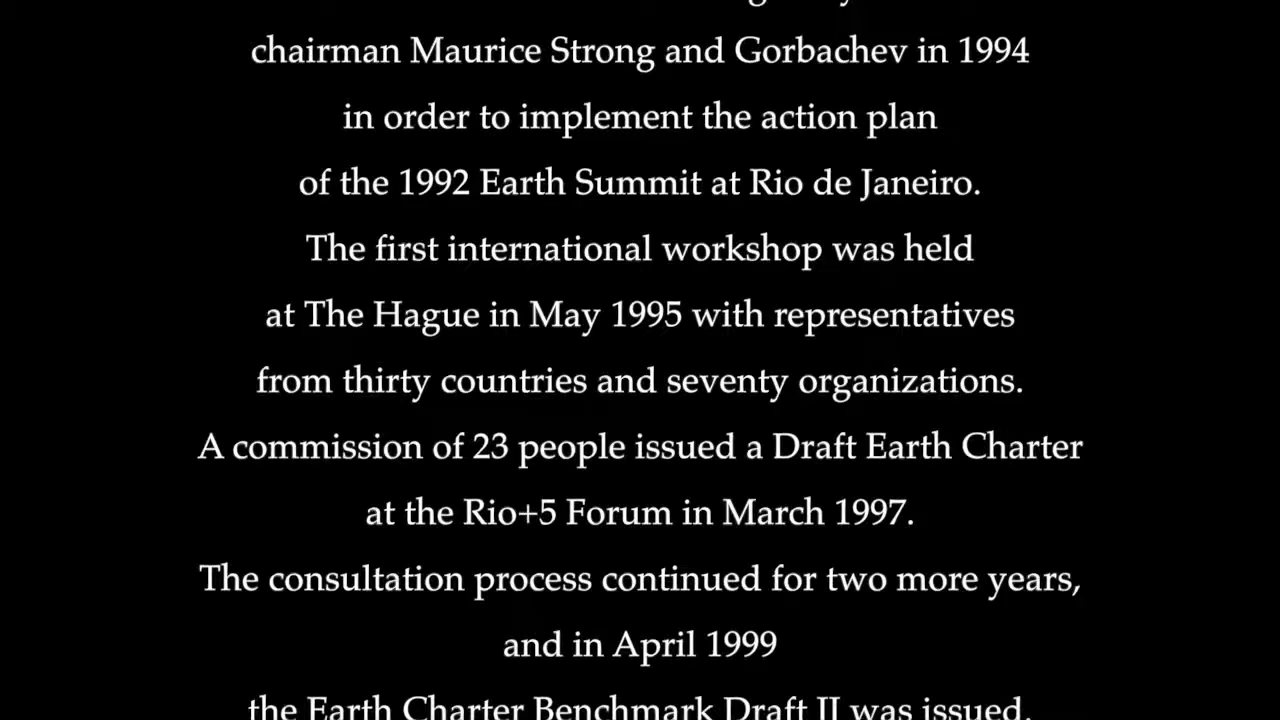 chairman Maurice Strong and Gorbachev in 1994
in order to implement the action plan
of the 1992 Earth Summit at Rio de Janeiro.
The first international workshop was held
at The Hague in May 1995 with representatives
from thirty countries and seventy organizations.
A commission of 23 people issued a Draft Earth Charter
at the Rio+5 Forum in March 1997.
The consultation process continued for two more years,
and in April 1999
the Earth Charter Benchmark Draft II was issued.